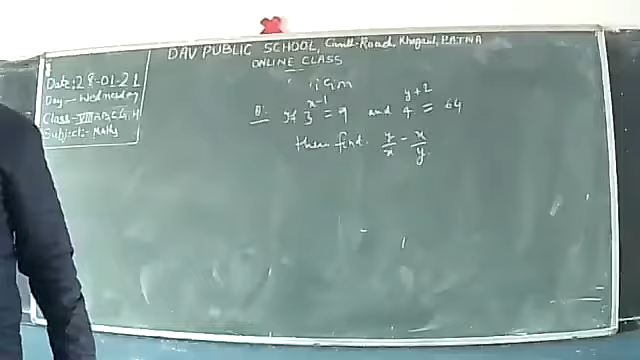 DAV PUBLIC SCHOOL, Cantt-Road, Khagaul, PATNA
ONLINE CLASS
Date: 28-01-21
Day - Wednesday
Class - VIII A, B, C, G, H
Subject: - Maths
Q. If 3^{x-1} = 9 and 4^{y+2} = 64
then find y/x - x/y.